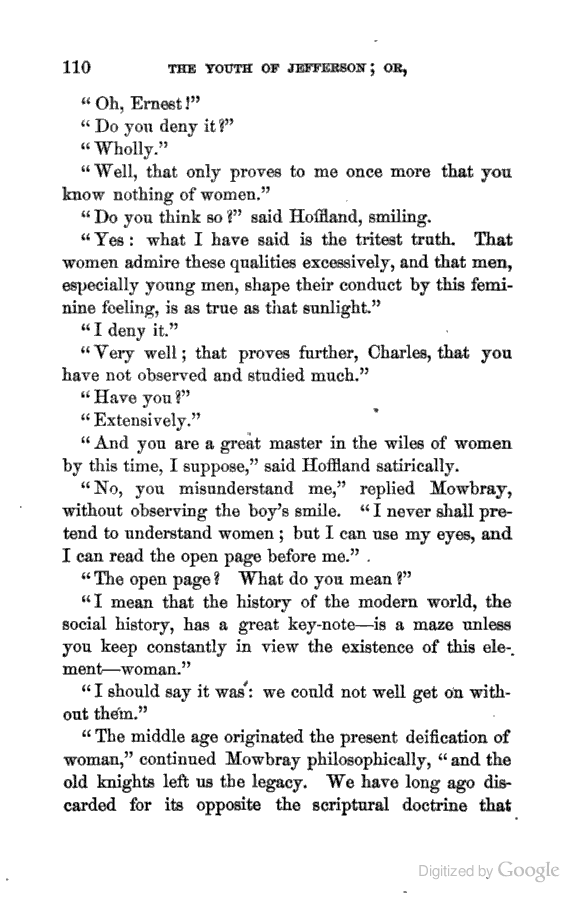 110 THE YOUTH OF JEFFERSON; OR,
"Oh, Ernest!"
"Do you deny it?"
"Wholly."
"Well, that only proves to me once more that you
know nothing of women."
"Do you think so?" said Hoffland, smiling.
"Yes: what I have said is the tritest truth. That
women admire these qualities excessively, and that men,
especially young men, shape their conduct by this femi-
nine feeling, is as true as that sunlight."
"I deny it."
"Very well; that proves further, Charles, that you
have not observed and studied much."
"Have you?"
"Extensively."
"And you are a great master in the wiles of women
by this time, I suppose," said Hoffland satirically.
"No, you misunderstand me," replied Mowbray,
without observing the boy's smile. "I never shall pre-
tend to understand women; but I can use my eyes, and
I can read the open page before me."
"The open page? What do you mean?"
"I mean that the history of the modern world, the
social history, has a great key-note—is a maze unless
you keep constantly in view the existence of this ele-
ment—woman."
"I should say it was: we could not well get on with-
out them."
"The middle age originated the present deification of
woman," continued Mowbray philosophically, "and the
old knights left us the legacy. We have long ago dis-
carded for its opposite the scriptural doctrine that
Digitized by Google